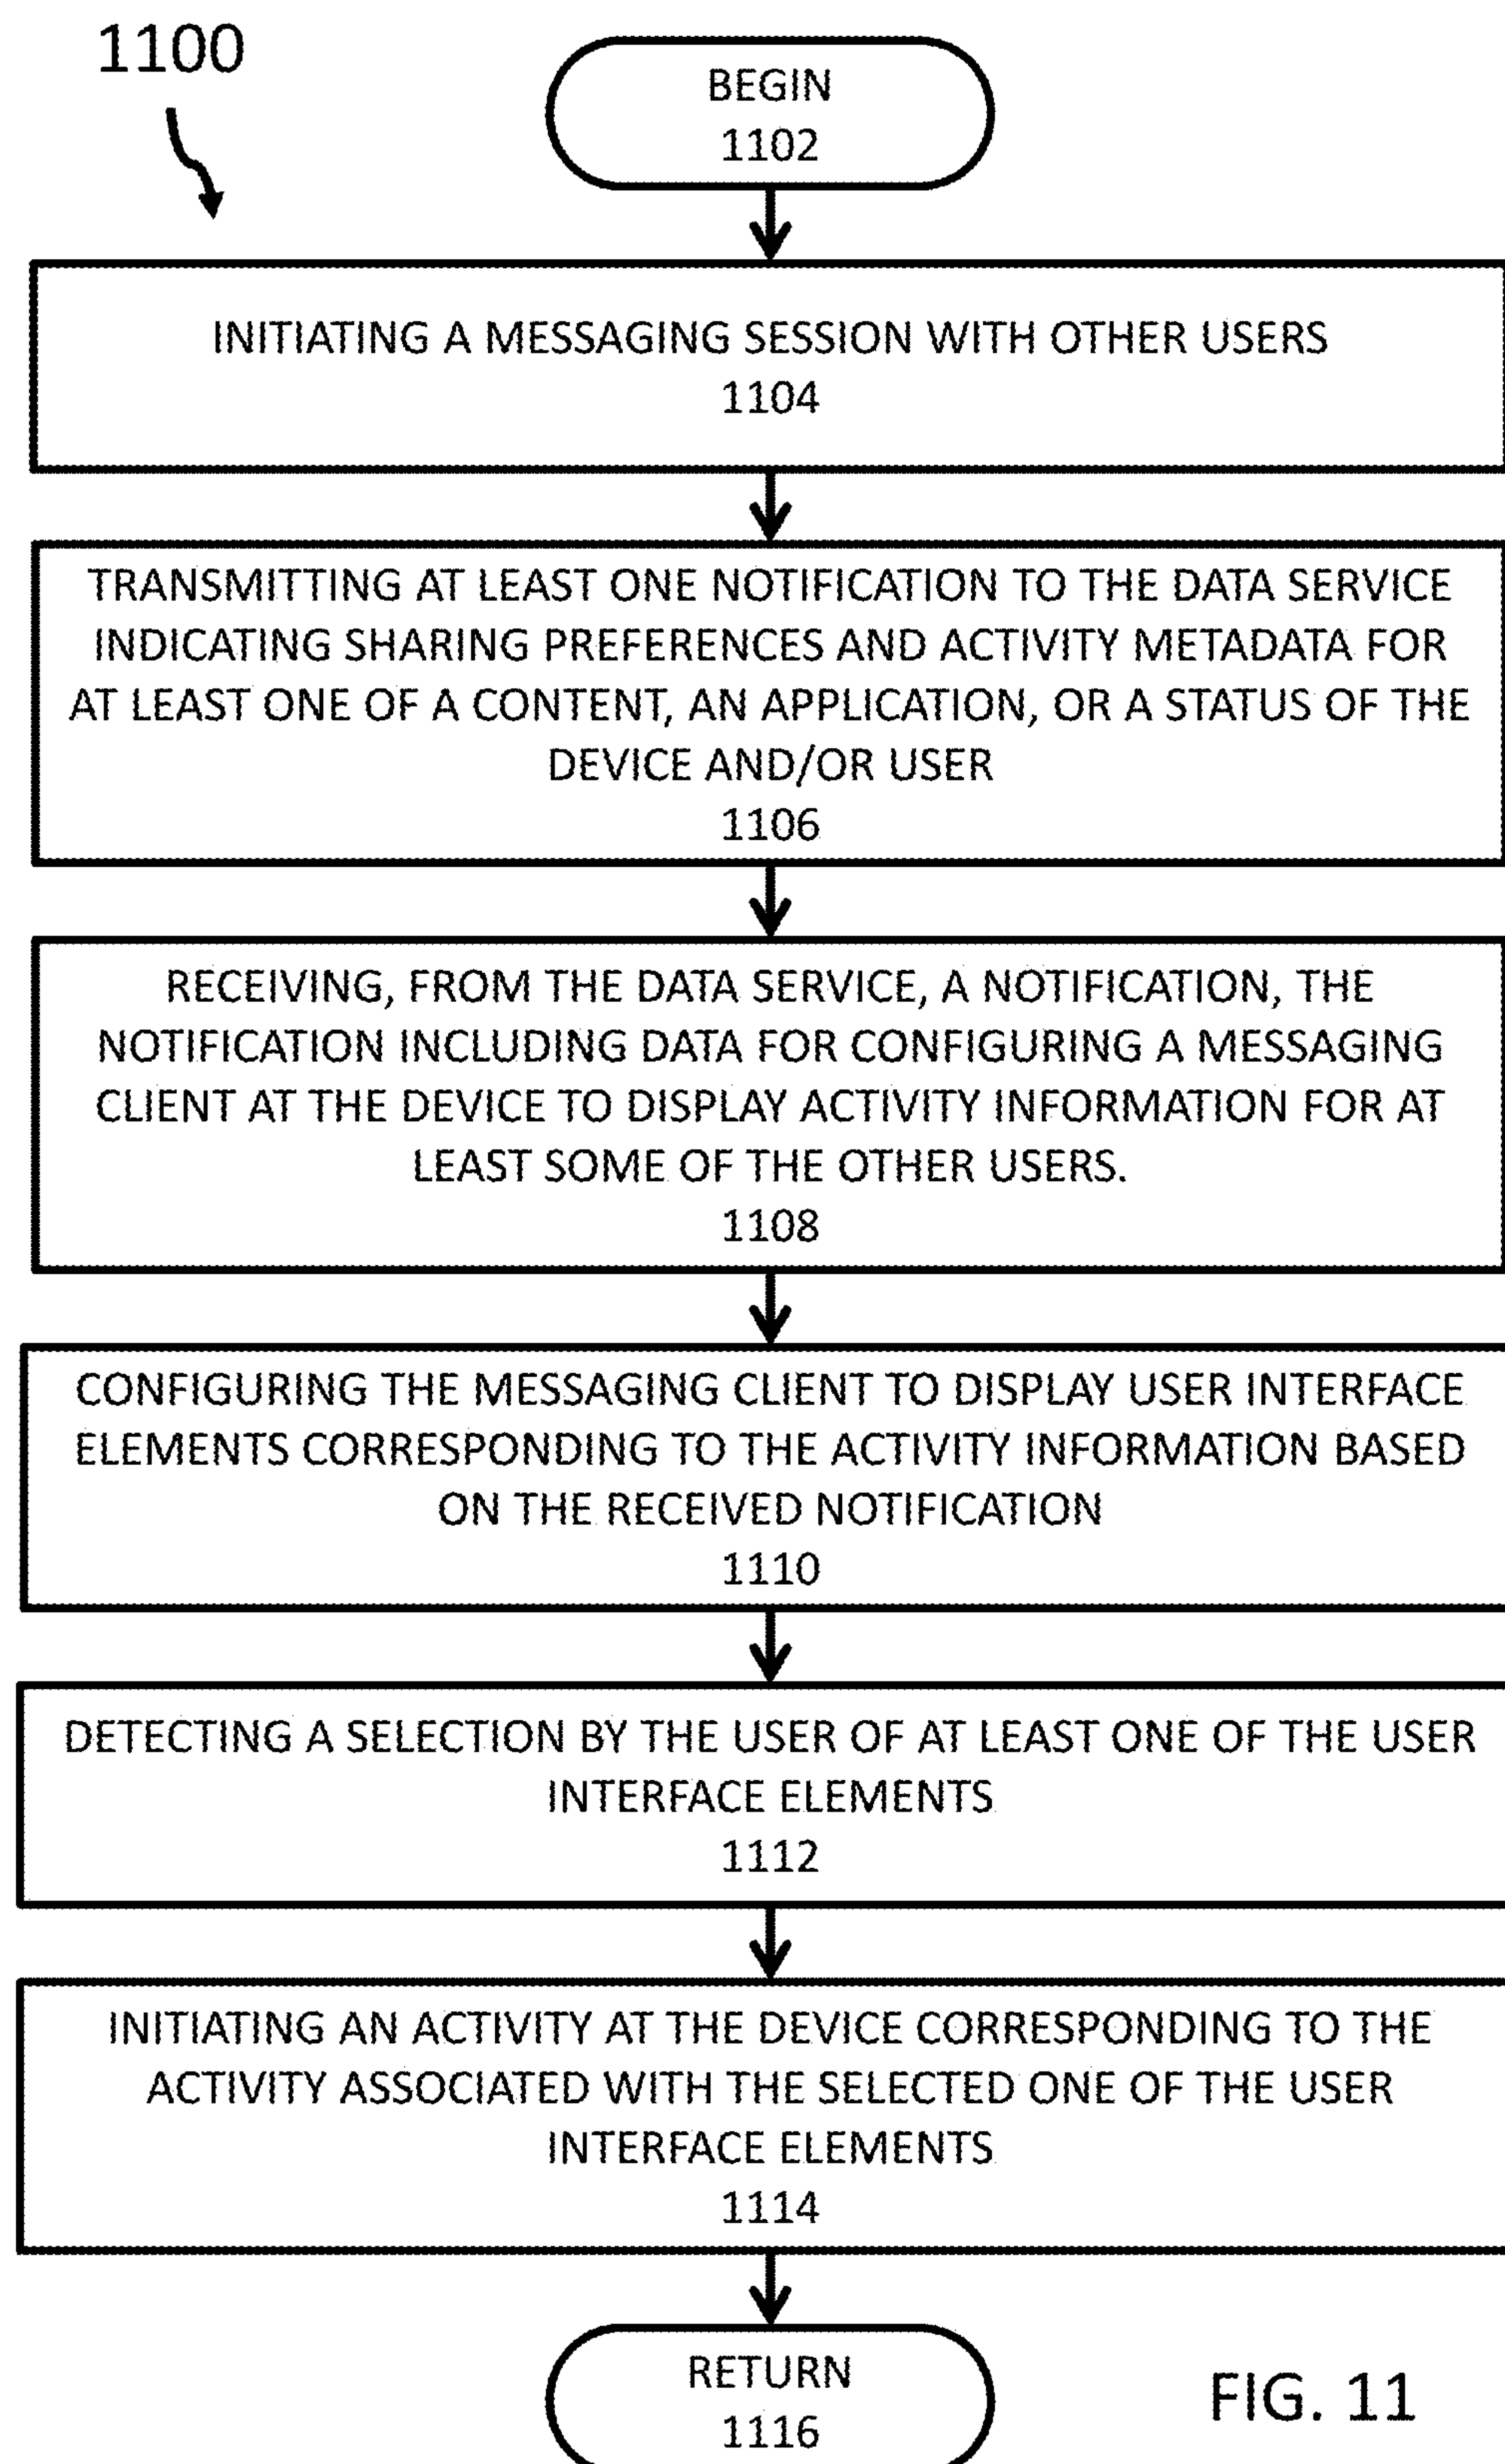 1100
BEGIN
1102
INITIATING A MESSAGING SESSION WITH OTHER USERS
1104
TRANSMITTING AT LEAST ONE NOTIFICATION TO THE DATA SERVICE
INDICATING SHARING PREFERENCES AND ACTIVITY METADATA FOR
AT LEAST ONE OF A CONTENT, AN APPLICATION, OR A STATUS OF THE
DEVICE AND/OR USER
1106
RECEIVING, FROM THE DATA SERVICE, A NOTIFICATION, THE
NOTIFICATION INCLUDING DATA FOR CONFIGURING A MESSAGING
CLIENT AT THE DEVICE TO DISPLAY ACTIVITY INFORMATION FOR AT
LEAST SOME OF THE OTHER USERS.
1108
CONFIGURING THE MESSAGING CLIENT TO DISPLAY USER INTERFACE
ELEMENTS CORRESPONDING TO THE ACTIVITY INFORMATION BASED
ON THE RECEIVED NOTIFICATION
1110
DETECTING A SELECTION BY THE USER OF AT LEAST ONE OF THE USER
INTERFACE ELEMENTS
1112
INITIATING AN ACTIVITY AT THE DEVICE CORRESPONDING TO THE
ACTIVITY ASSOCIATED WITH THE SELECTED ONE OF THE USER
INTERFACE ELEMENTS
1114
RETURN
1116
FIG. 11